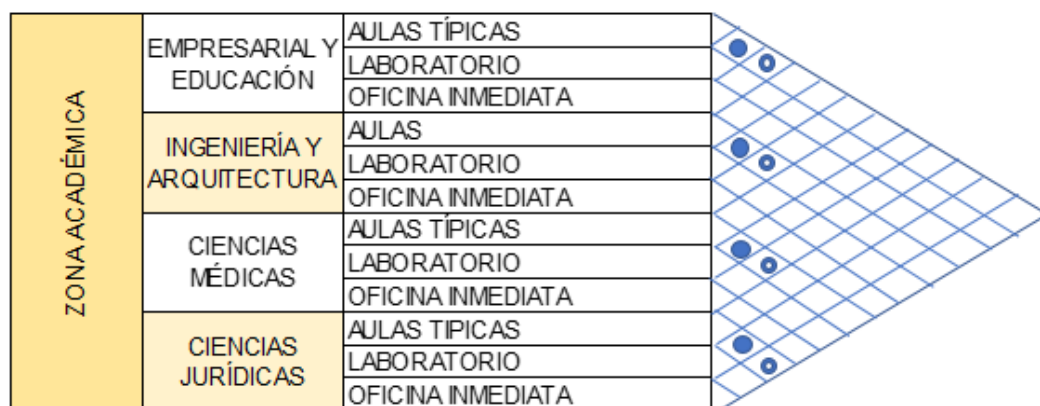 ZONA ACADÉMICA
EMPRESARIAL Y
EDUCACIÓN
AULAS TÍPICAS
LABORATORIO
OFICINA INMEDIATA
INGENIERÍA Y
ARQUITECTURA
AULAS
LABORATORIO
OFICINA INMEDIATA
CIENCIAS
MÉDICAS
AULAS TÍPICAS
LABORATORIO
OFICINA INMEDIATA
CIENCIAS
JURÍDICAS
AULAS TIPICAS
LABORATORIO
OFICINA INMEDIATA